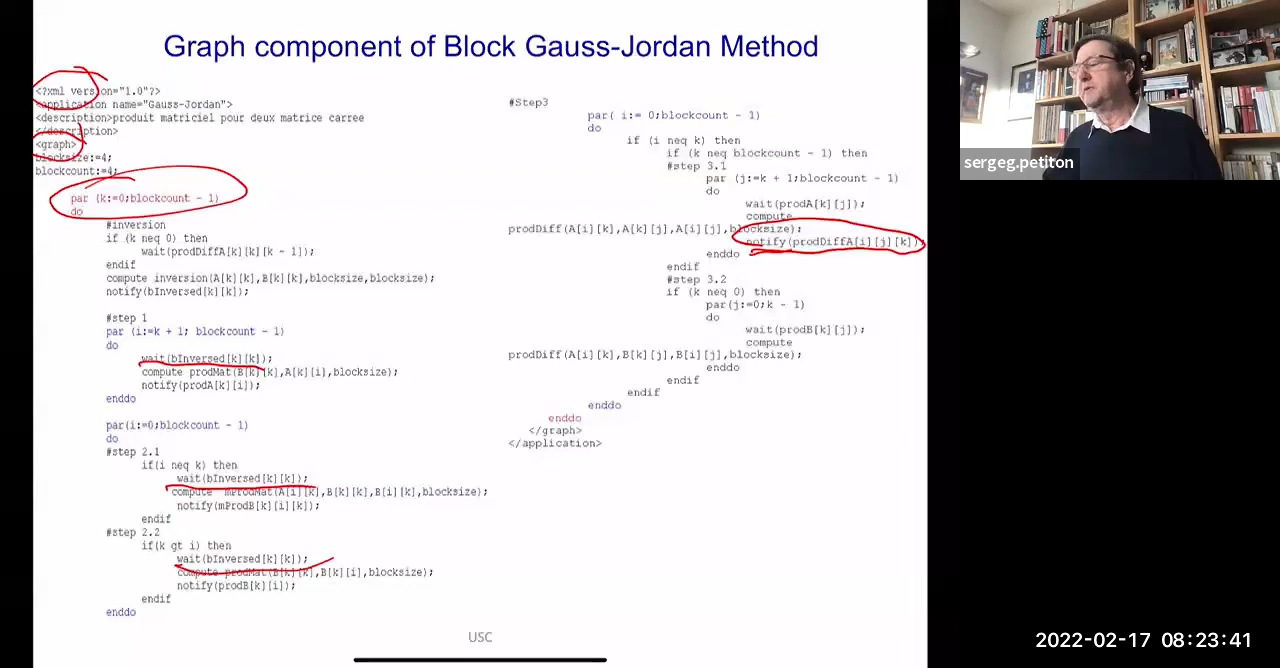 Graph component of Block Gauss-Jordan Method
<?xml version="1.0"?>
<application name="Gauss-Jordan">
<description>produit matriciel pour deux matrice carree
</description>
<graph>
blocksize:=4;
blockcount:=4;
par (k:=0;blockcount - 1)
do
#inversion
if (k neq 0) then
wait(prodDiffA[k][k][k - 1]);
endif
compute inversion(A[k][k],B[k][k],blocksize,blocksize);
notify(bInversed[k][k]);
#step 1
par (i:=k + 1; blockcount - 1)
do
wait(bInversed[k][k]);
compute prodMat(B[k][k],A[k][i],blocksize);
notify(prodA[k][i]);
enddo
par(i:=0;blockcount - 1)
do
#step 2.1
if(i neq k) then
wait(bInversed[k][k]);
compute mProdMat(A[i][k],B[k][k],B[i][k],blocksize);
notify(mProdB[k][i][k]);
endif
#step 2.2
if(k gt i) then
wait(bInversed[k][k]);
compute prodMat(B[k][k],B[k][i],blocksize);
notify(prodB[k][i]);
endif
enddo
#Step3
par( i:= 0;blockcount - 1)
do
if (i neq k) then
if (k neq blockcount - 1) then
#step 3.1
par (j:=k + 1;blockcount - 1)
do
wait(prodA[k][j]);
compute
prodDiff(A[i][k],A[k][j],A[i][j],blocksize);
notify(prodDiffA[i][j][k]);
enddo
endif
#step 3.2
if (k neq 0) then
par(j:=0;k - 1)
do
wait(prodB[k][j]);
compute
prodDiff(A[i][k],B[k][j],B[i][j],blocksize);
enddo
endif
endif
enddo
enddo
</graph>
</application>
USC
sergeg.petiton
2022-02-17 08:23:41